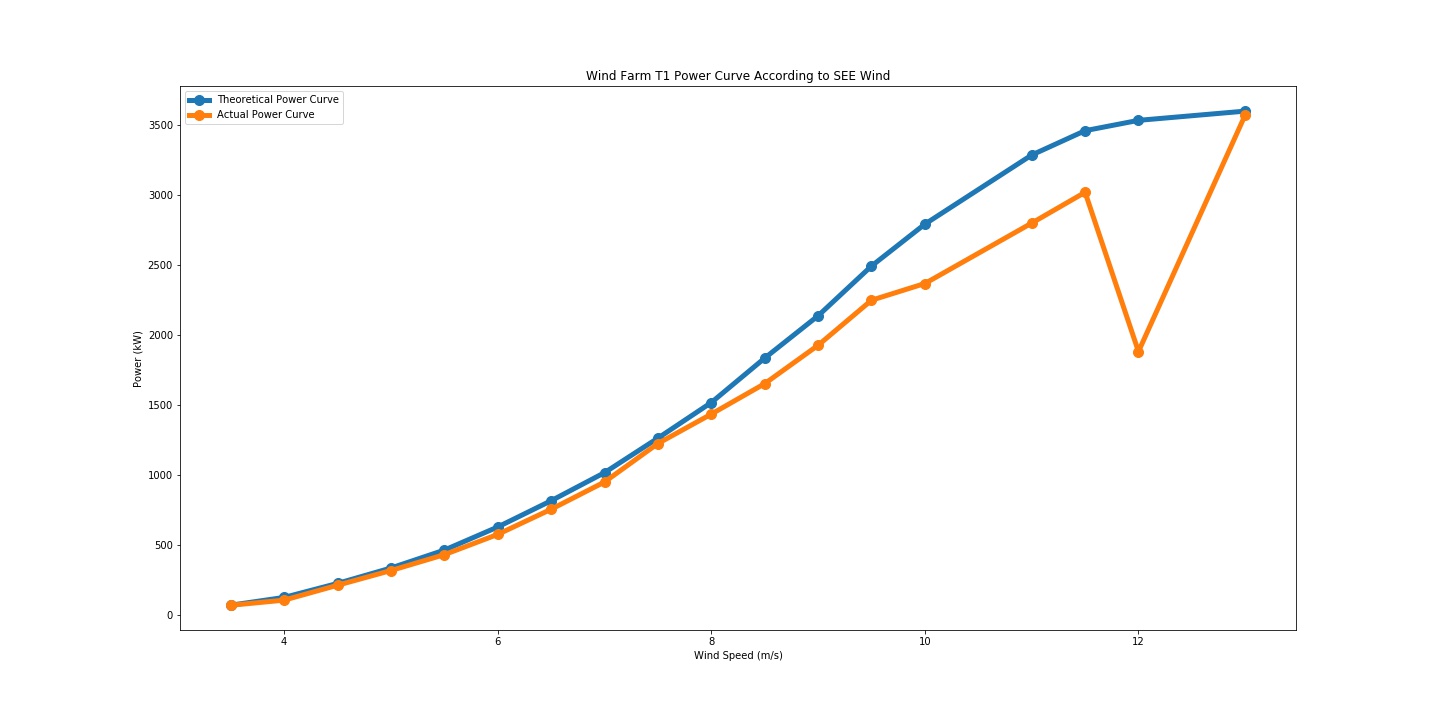 Wind Farm T1 Power Curve According to SEE Wind
Theoretical Power Curve
Actual Power Curve
3500
3000
2500
2000
1500
1000
500
0
Power (kW)
4 6 8 10 12
Wind Speed (m/s)